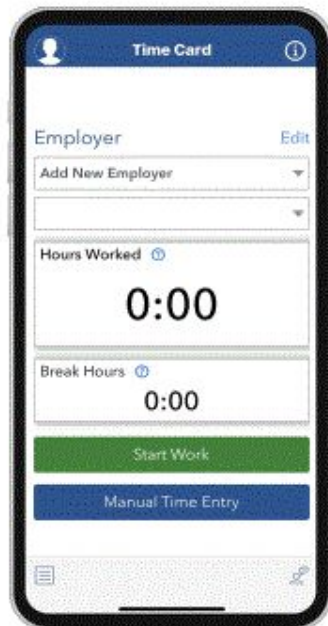 Time Card
Employer Edit
Add New Employer
Hours Worked
0:00
Break Hours
0:00
Start Work
Manual Time Entry